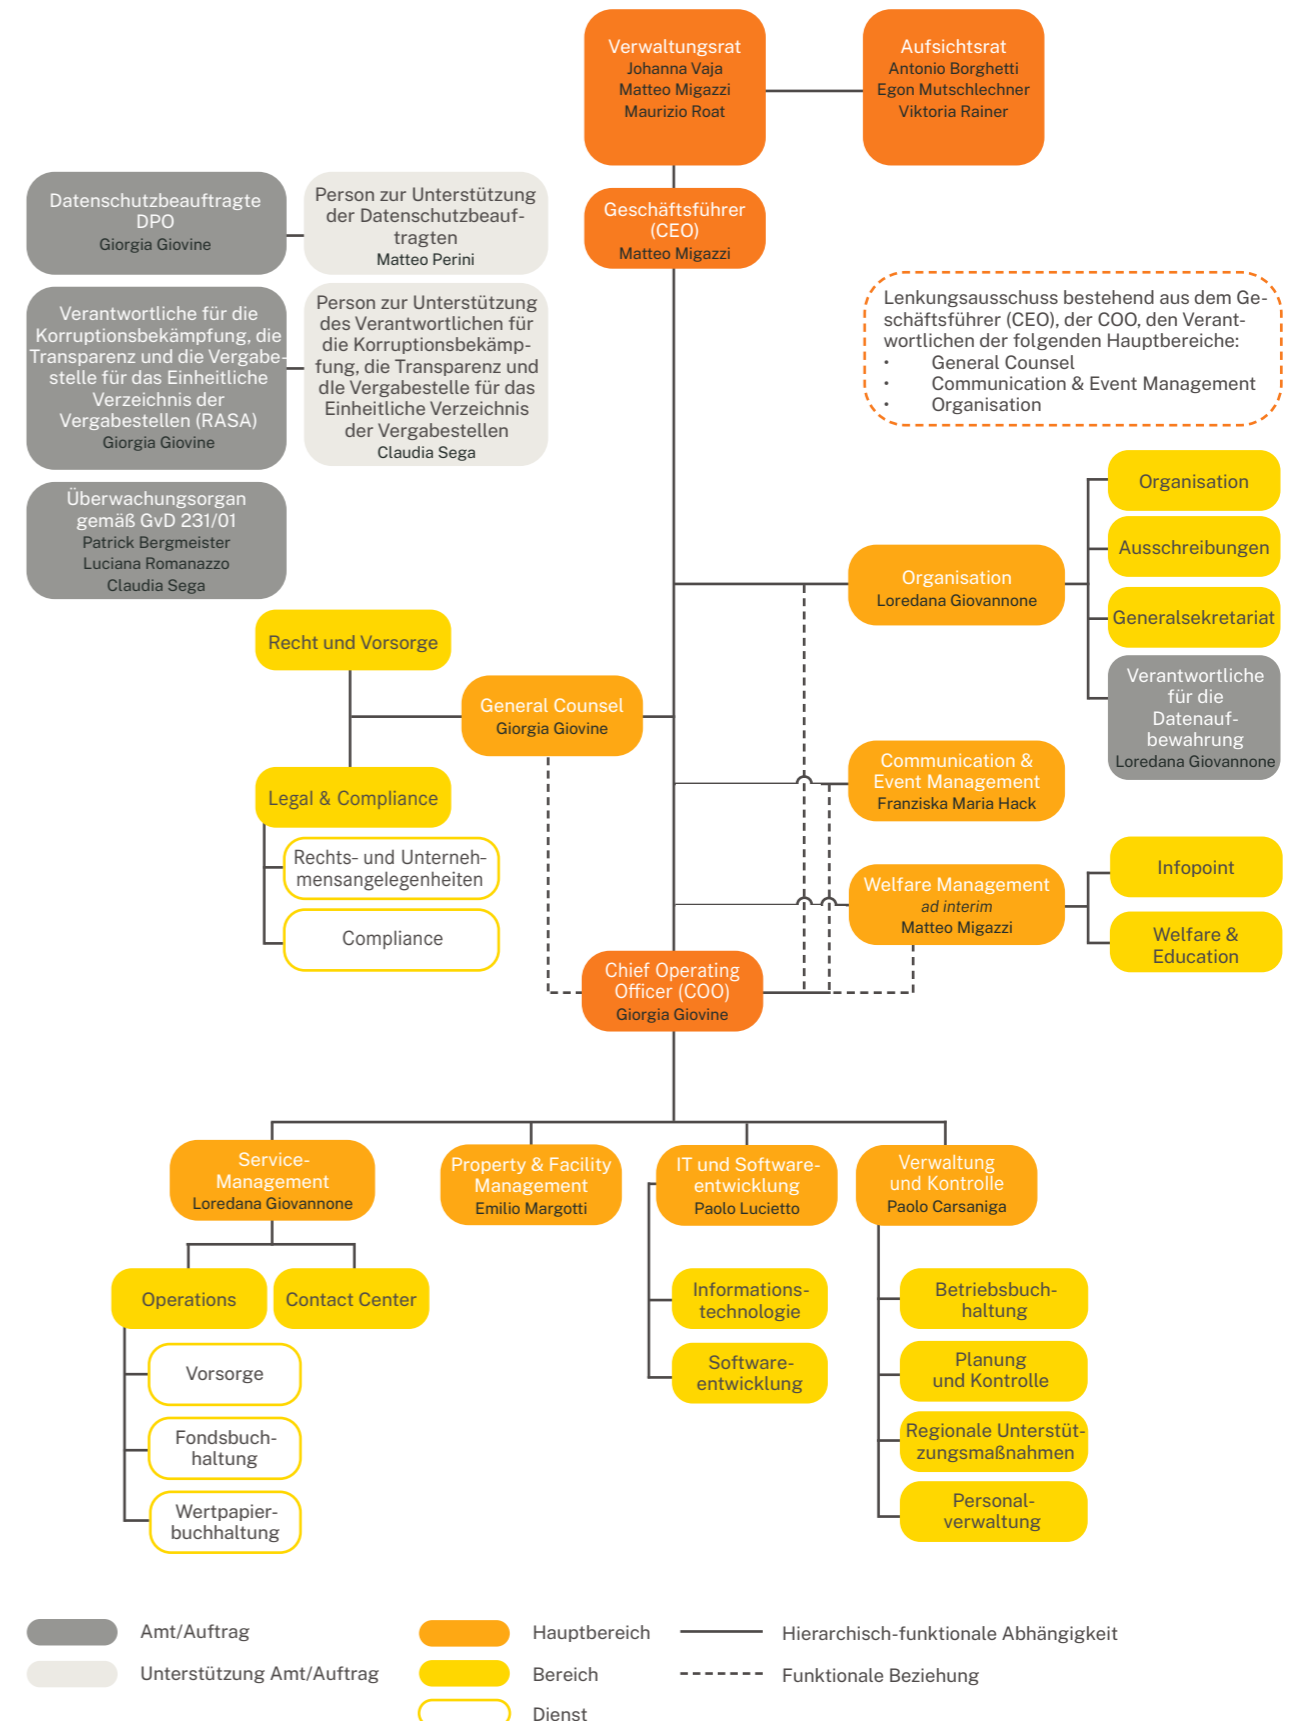 Verwaltungsrat
Johanna Vaja
Matteo Migazzi
Maurizio Roat
Aufsichtsrat
Antonio Borghetti
Egon Mutschlechner
Viktoria Rainer
Datenschutzbeauftragte
DPO
Giorgia Giovine
Person zur Unterstützung
der Datenschutzbeauf-
tragten
Matteo Perini
Geschäftsführer
(CEO)
Matteo Migazzi
Verantwortliche für die
Korruptionsbekämpfung, die
Transparenz und die Vergabe-
stelle für das Einheitliche
Verzeichnis der
Vergabestellen (RASA)
Giorgia Giovine
Person zur Unterstützung
des Verantwortlichen für
die Korruptionsbekämp-
fung, die Transparenz und
dIe Vergabestelle für das
Einheitliche Verzeichnis
der Vergabestellen
Claudia Sega
Lenkungsausschuss bestehend aus dem Ge-
schäftsführer (CEO), der COO, den Verant-
wortlichen der folgenden Hauptbereiche:
• General Counsel
• Communication & Event Management
• Organisation
Überwachungsorgan
gemäß GvD 231/01
Patrick Bergmeister
Luciana Romanazzo
Claudia Sega
Organisation
Loredana Giovannone
Organisation
Ausschreibungen
Generalsekretariat
Verantwortliche
für die
Datenauf-
bewahrung
Loredana Giovannone
Recht und Vorsorge
General Counsel
Giorgia Giovine
Legal & Compliance
Rechts- und Unterneh-
mensangelegenheiten
Compliance
Communication &
Event Management
Franziska Maria Hack
Welfare Management
ad interim
Matteo Migazzi
Infopoint
Welfare &
Education
Chief Operating
Officer (COO)
Giorgia Giovine
Service-
Management
Loredana Giovannone
Property & Facility
Management
Emilio Margotti
IT und Software-
entwicklung
Paolo Lucietto
Verwaltung
und Kontrolle
Paolo Carsaniga
Operations
Contact Center
Vorsorge
Fondsbuch-
haltung
Wertpapier-
buchhaltung
Informations-
technologie
Software-
entwicklung
Betriebsbuch-
haltung
Planung
und Kontrolle
Regionale Unterstüt-
zungsmaßnahmen
Personal-
verwaltung
Amt/Auftrag
Unterstützung Amt/Auftrag
Hauptbereich
Bereich
Dienst
Hierarchisch-funktionale Abhängigkeit
Funktionale Beziehung